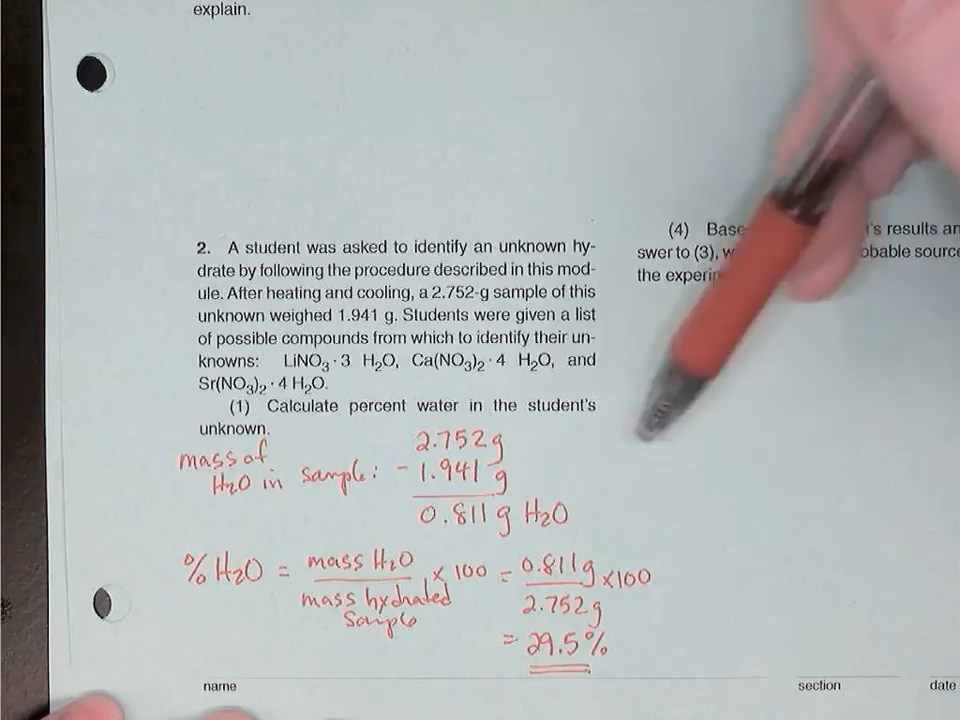 explain.
2. A student was asked to identify an unknown hy-
drate by following the procedure described in this mod-
ule. After heating and cooling, a 2.752-g sample of this
unknown weighed 1.941 g. Students were given a list
of possible compounds from which to identify their un-
knowns: LiNO₃ · 3 H₂O, Ca(NO₃)₂ · 4 H₂O, and
Sr(NO₃)₂ · 4 H₂O.
(1) Calculate percent water in the student's
unknown.
mass of
H₂O in sample:
2.752g
- 1.941 g
0.811g H₂O
% H₂O = mass H₂O / mass hydrated sample × 100 = 0.811g / 2.752g ×100
= 29.5%
(4) Base 's results an
swer to (3), obable source
the
name section date